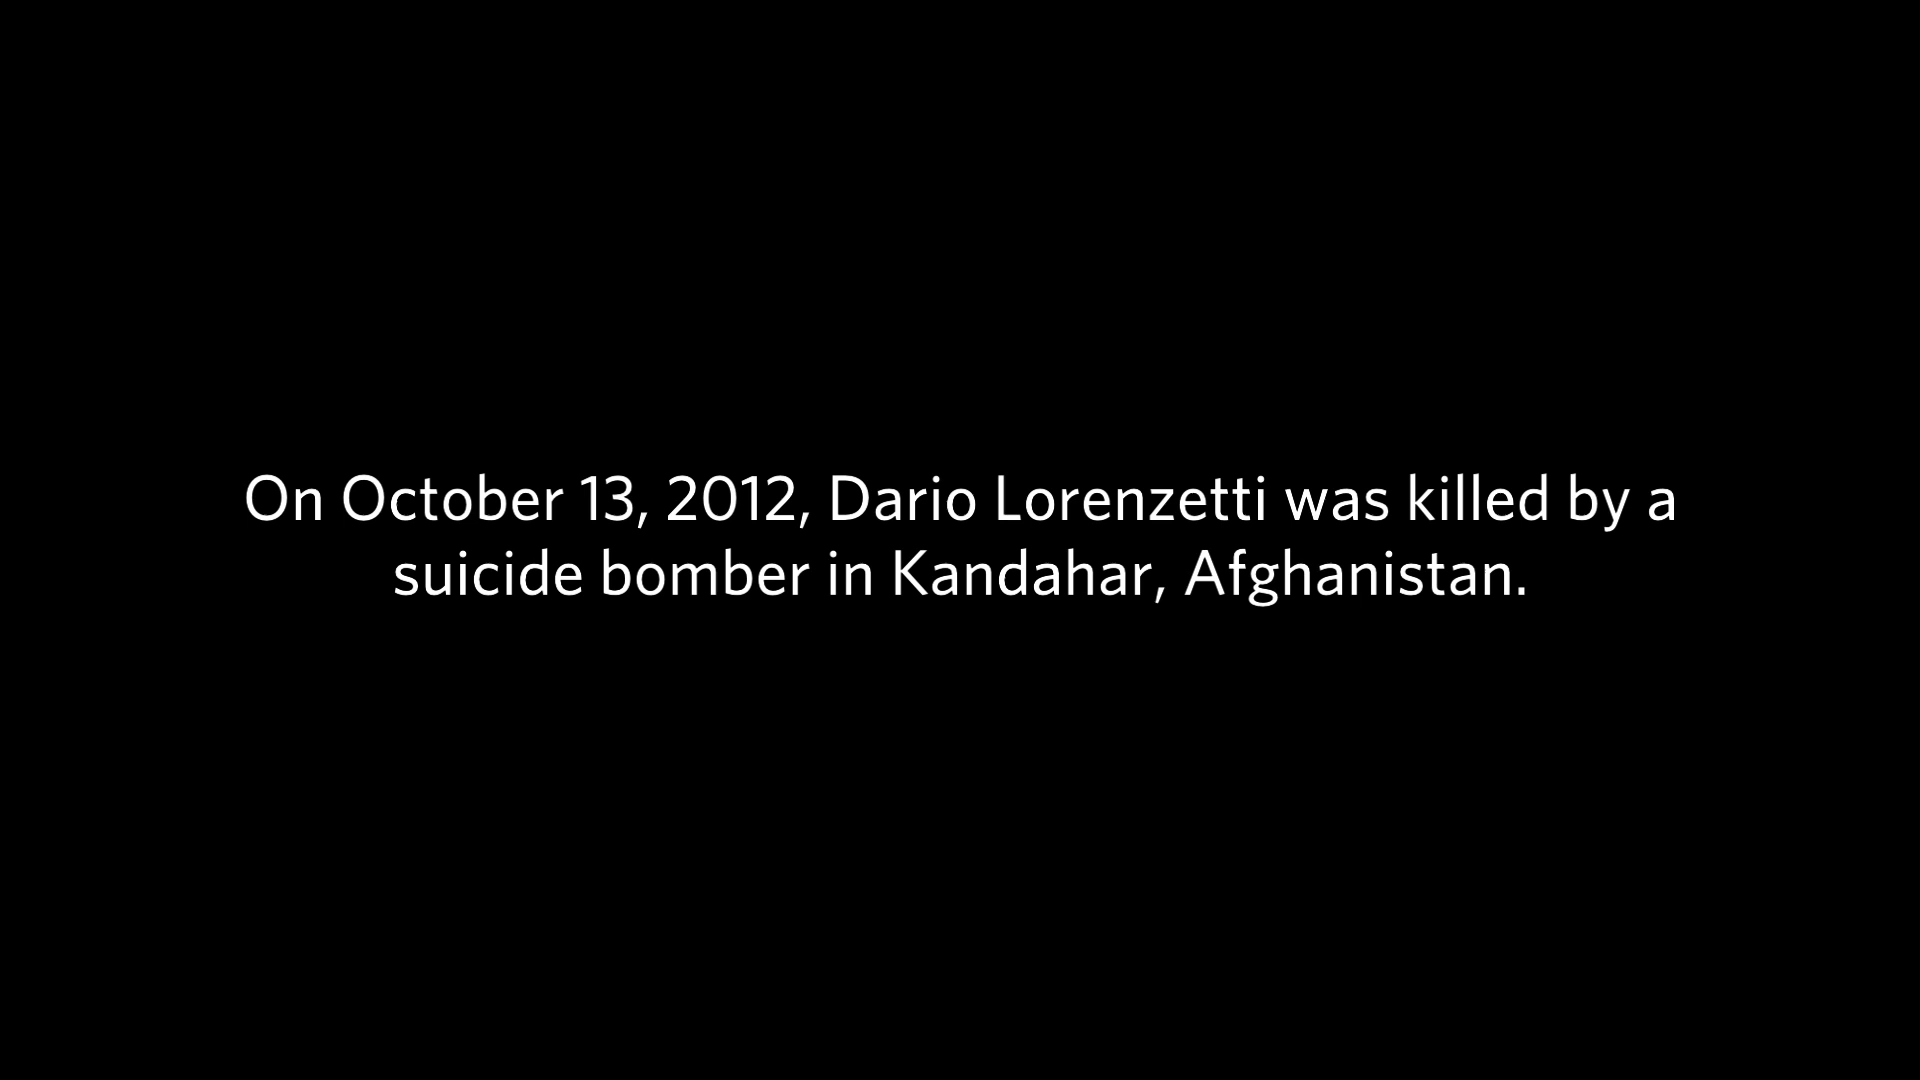 On October 13, 2012, Dario Lorenzetti was killed by a
suicide bomber in Kandahar, Afghanistan.